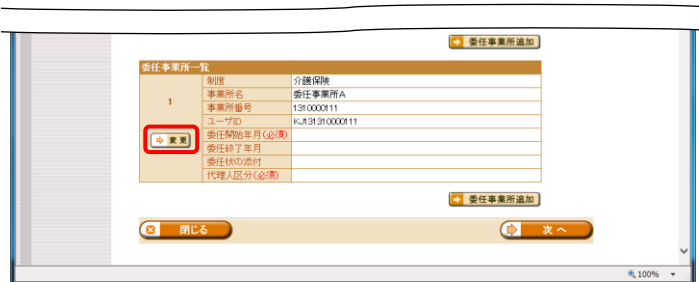 委任事業所追加
委任事業所一覧
1
変更
制度 介護保険
事業所名 委任事業所A
事業所番号 1310000111
ユーザID KJ131310000111
委任開始年月(必須)
委任終了年月
委任状の添付
代理人区分(必須)
委任事業所追加
閉じる 次へ
100%